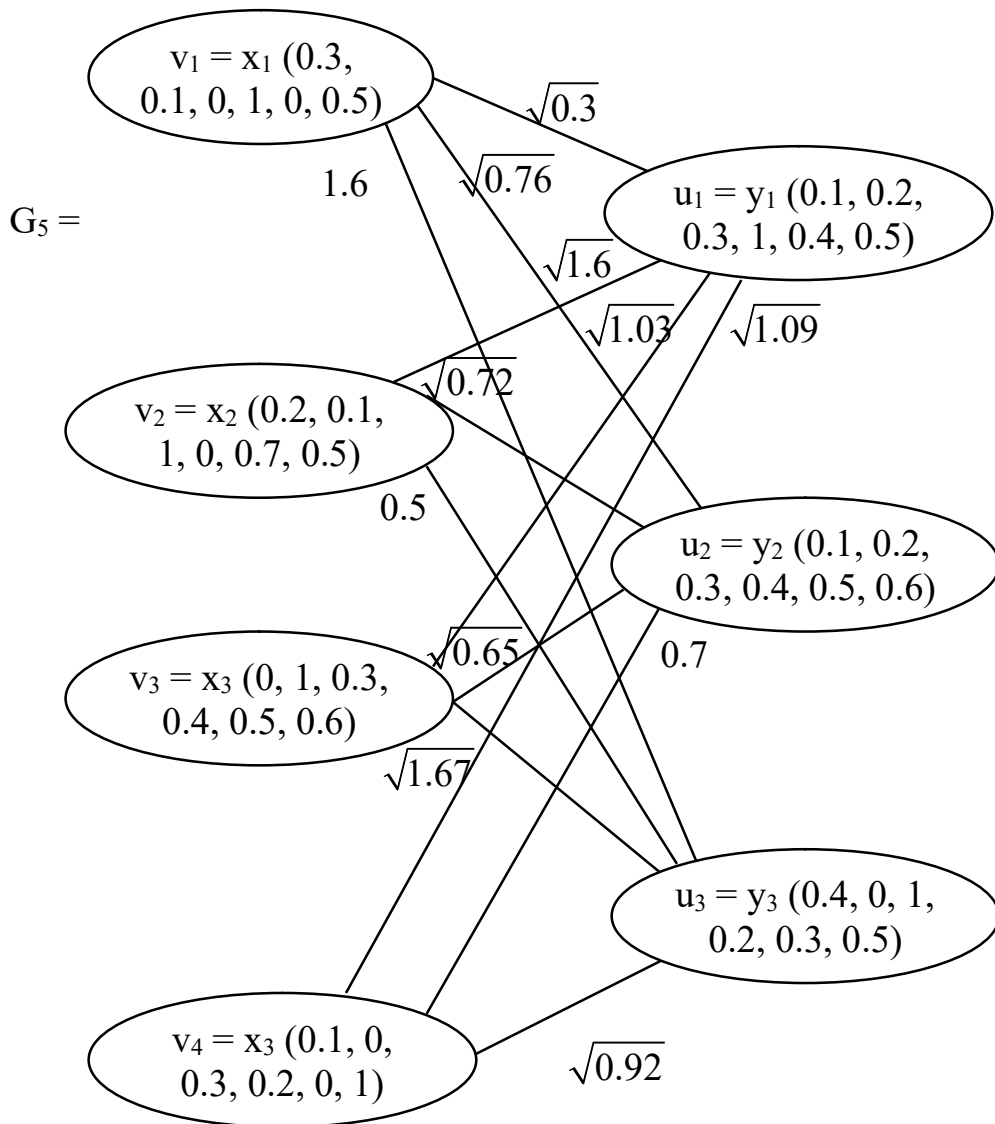 v₁ = x₁ (0.3,
0.1, 0, 1, 0, 0.5)
√0.3
1.6
√0.76
u₁ = y₁ (0.1, 0.2,
0.3, 1, 0.4, 0.5)
G₅ =
√1.6
√1.03
√1.09
√0.72
v₂ = x₂ (0.2, 0.1,
1, 0, 0.7, 0.5)
0.5
u₂ = y₂ (0.1, 0.2,
0.3, 0.4, 0.5, 0.6)
√0.65
0.7
v₃ = x₃ (0, 1, 0.3,
0.4, 0.5, 0.6)
√1.67
u₃ = y₃ (0.4, 0, 1,
0.2, 0.3, 0.5)
v₄ = x₃ (0.1, 0,
0.3, 0.2, 0, 1)
√0.92